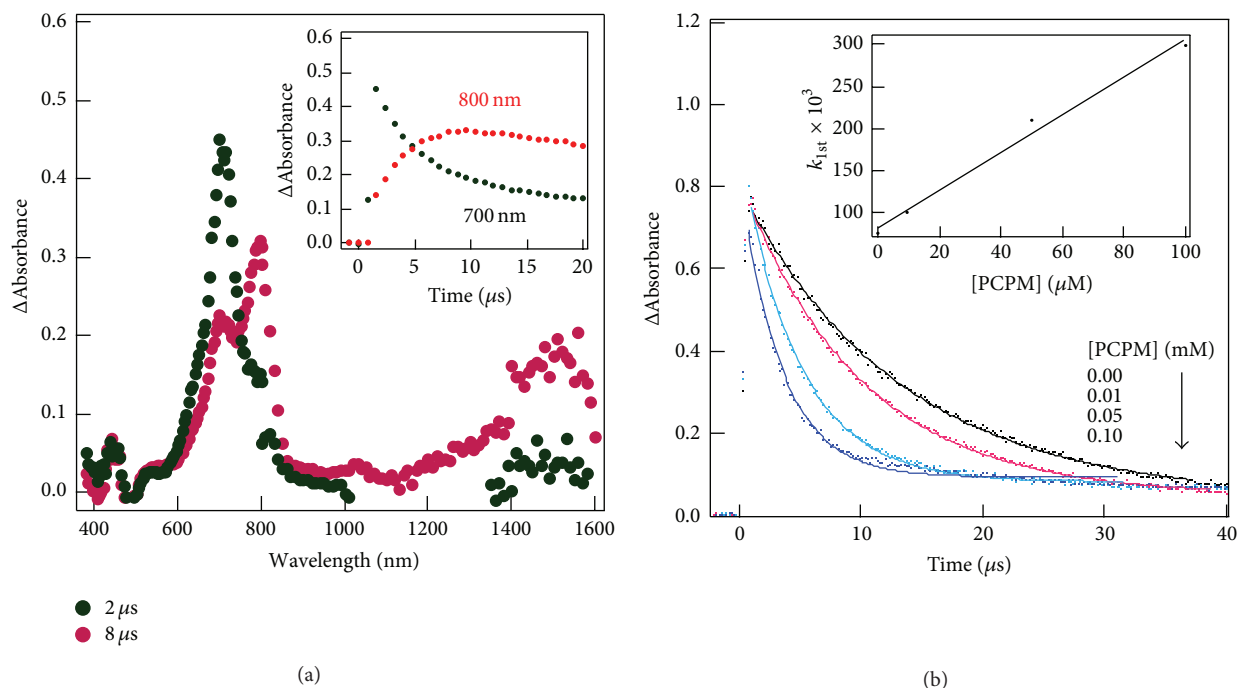 0.6
0.5
0.4
0.3
0.2
0.1
0.0
ΔAbsorbance
400 600 800 1000 1200 1400 1600
Wavelength (nm)
0.6
0.5
0.4
0.3
0.2
0.1
0.0
ΔAbsorbance
800 nm
700 nm
0 5 10 15 20
Time (μs)
2 μs
8 μs
(a)
1.2
1.0
0.8
0.6
0.4
0.2
0.0
ΔAbsorbance
0 10 20 30 40
Time (μs)
300
250
200
150
100
k1st × 10³
0 20 40 60 80 100
[PCPM] (μM)
[PCPM] (mM)
0.00
0.01
0.05
0.10
(b)